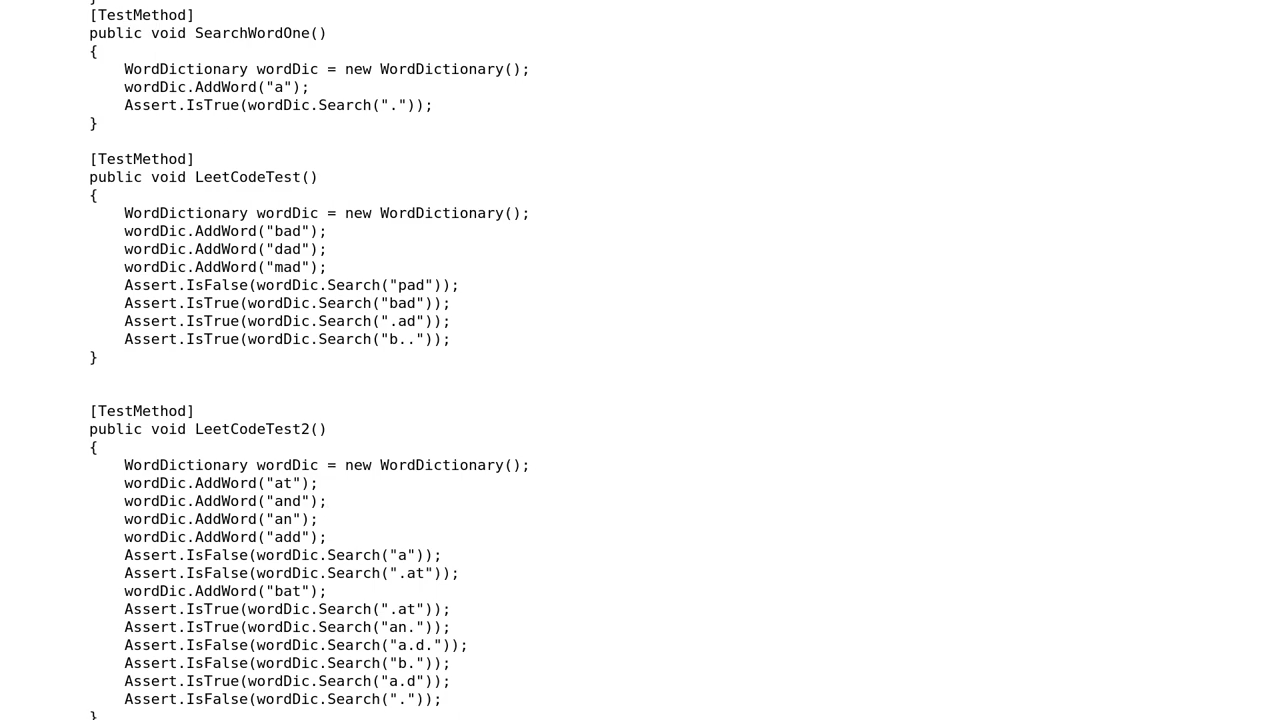 }
[TestMethod]
public void SearchWordOne()
{
WordDictionary wordDic = new WordDictionary();
wordDic.AddWord("a");
Assert.IsTrue(wordDic.Search("."));
}
[TestMethod]
public void LeetCodeTest()
{
WordDictionary wordDic = new WordDictionary();
wordDic.AddWord("bad");
wordDic.AddWord("dad");
wordDic.AddWord("mad");
Assert.IsFalse(wordDic.Search("pad"));
Assert.IsTrue(wordDic.Search("bad"));
Assert.IsTrue(wordDic.Search(".ad"));
Assert.IsTrue(wordDic.Search("b.."));
}
[TestMethod]
public void LeetCodeTest2()
{
WordDictionary wordDic = new WordDictionary();
wordDic.AddWord("at");
wordDic.AddWord("and");
wordDic.AddWord("an");
wordDic.AddWord("add");
Assert.IsFalse(wordDic.Search("a"));
Assert.IsFalse(wordDic.Search(".at"));
wordDic.AddWord("bat");
Assert.IsTrue(wordDic.Search(".at"));
Assert.IsTrue(wordDic.Search("an."));
Assert.IsFalse(wordDic.Search("a.d."));
Assert.IsFalse(wordDic.Search("b."));
Assert.IsTrue(wordDic.Search("a.d"));
Assert.IsFalse(wordDic.Search("."));
}